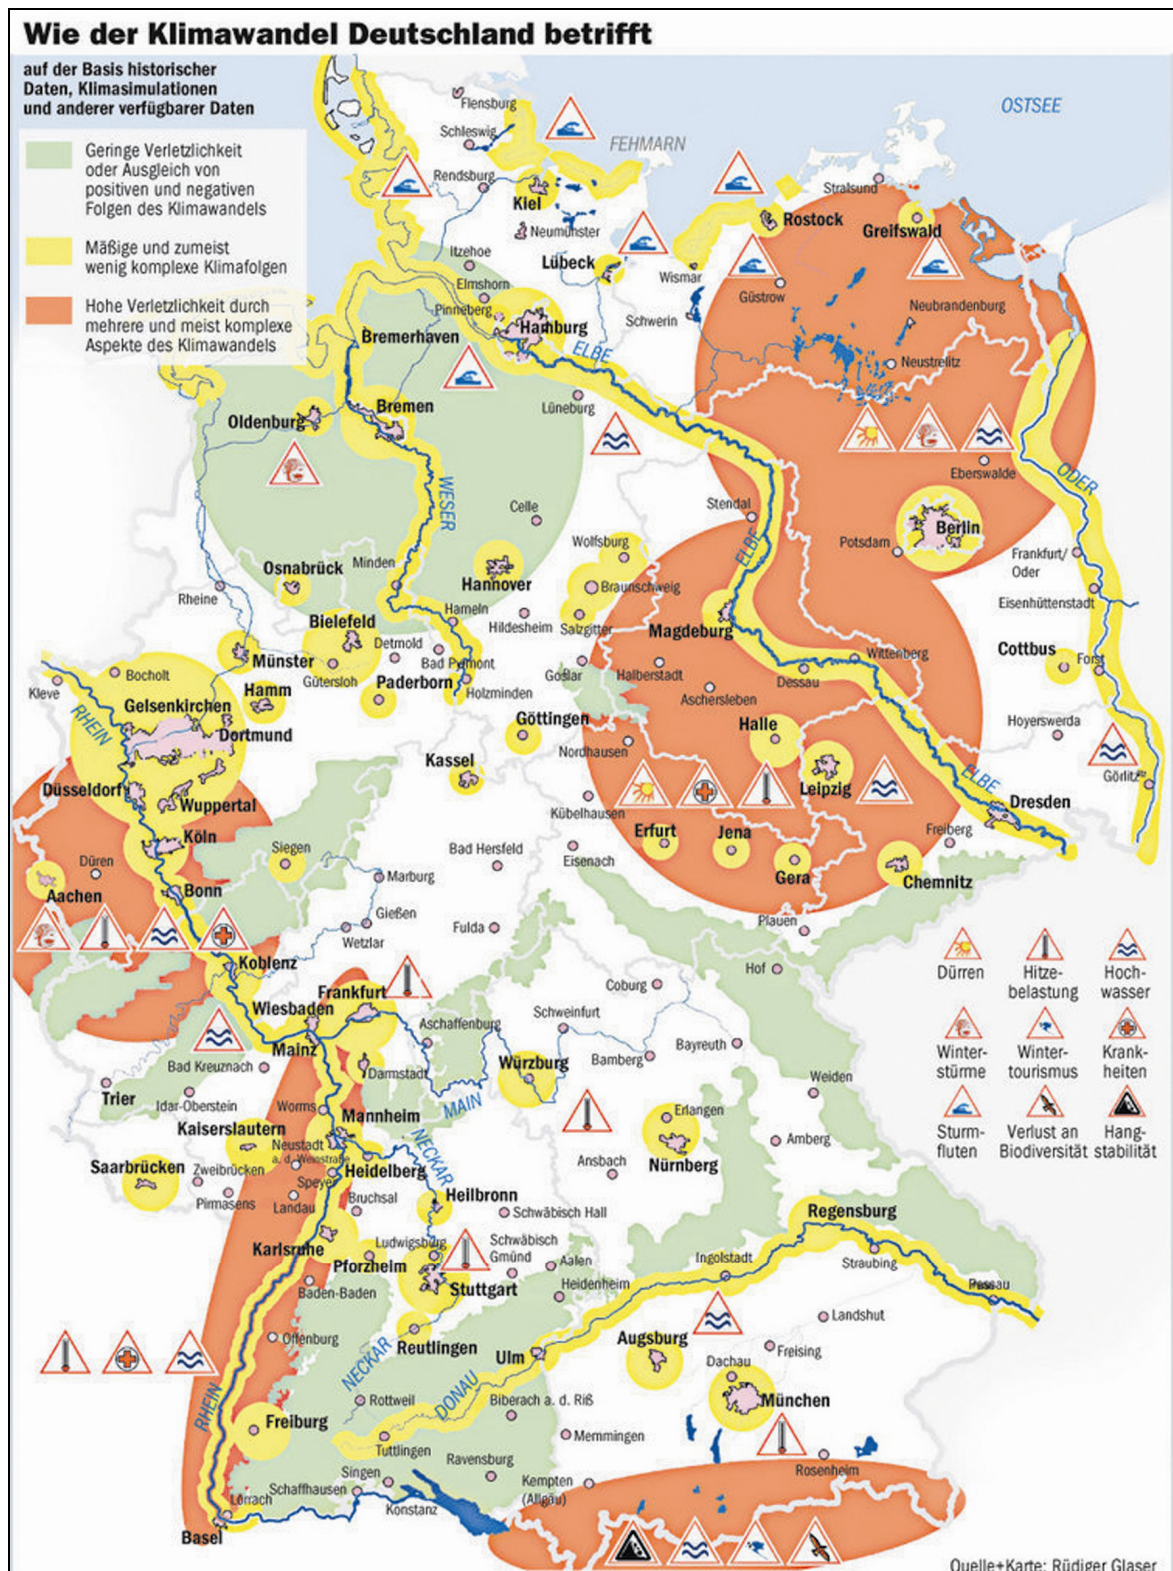 Wie der Klimawandel Deutschland betrifft
auf der Basis historischer
Daten, Klimasimulationen
und anderer verfügbarer Daten
Geringe Verletzlichkeit
oder Ausgleich von
positiven und negativen
Folgen des Klimawandels
Mäßige und zumeist
wenig komplexe Klimafolgen
Hohe Verletzlichkeit durch
mehrere und meist komplexe
Aspekte des Klimawandels
OSTSEE
Flensburg
Schleswig
FEHMARN
Rendsburg
Stralsund
Kiel
Rostock
Greifswald
Neumünster
Itzehoe
Lübeck
Wismar
Elmshorn
Güstrow
Pinneberg
Schwerin
Neubrandenburg
Hamburg
Bremerhaven
ELBE
Neustrelitz
Oldenburg
Bremen
Lüneburg
Eberswalde
ODER
WESER
Celle
Stendal
Berlin
Potsdam
Wolfsburg
ELBE
Frankfurt/
Oder
Osnabrück
Minden
Hannover
Braunschweig
Eisenhüttenstadt
Rheine
Hameln
Bielefeld
Hildesheim
Salzgitter
Magdeburg
Detmold
Bad Pyrmont
Münster
Gütersloh
Goslar
Halberstadt
Wittenberg
Cottbus
Forst
Bocholt
Kleve
Hamm
Paderborn
Holzminden
Aschersleben
Dessau
Gelsenkirchen
RHEIN
Dortmund
Göttingen
Halle
Hoyerswerda
Nordhausen
Kassel
Düsseldorf
Wuppertal
Leipzig
ELBE
Görlitz
Dresden
Kübelhausen
Köln
Erfurt
Jena
Freiberg
Siegen
Bad Hersfeld
Eisenach
Düren
Gera
Chemnitz
Aachen
Bonn
Marburg
Gießen
Wetzlar
Fulda
Plauen
Koblenz
Hof
Dürren
Hitze-
belastung
Hoch-
wasser
Frankfurt
Coburg
Wiesbaden
Aschaffenburg
Schweinfurt
Mainz
Bamberg
Bayreuth
Winter-
stürme
Winter-
tourismus
Krank-
heiten
Bad Kreuznach
Darmstadt
Würzburg
Weiden
Trier
Idar-Oberstein
Worms
MAIN
Mannheim
Erlangen
Kaiserslautern
Neustadt
a. d. Weinstraße
NECKAR
Nürnberg
Amberg
Sturm-
fluten
Verlust an
Biodiversität
Hang-
stabilität
Saarbrücken
Zweibrücken
Heidelberg
Ansbach
Speyer
Pirmasens
Landau
Bruchsal
Heilbronn
Schwäbisch Hall
Regensburg
Karlsruhe
Ludwigsburg
Schwäbisch
Gmünd
Pforzheim
Aalen
Ingolstadt
Straubing
Stuttgart
Heidenheim
Passau
Baden-Baden
Landshut
Offenburg
Reutlingen
Augsburg
Freising
NECKAR
Ulm
Dachau
RHEIN
Rottweil
DONAU
Biberach a. d. Riß
München
Freiburg
Memmingen
Tuttlingen
Ravensburg
Rosenheim
Singen
Schaffhausen
Kempten
(Allgäu)
Lörrach
Konstanz
Basel
Quelle+Karte: Rüdiger Glaser